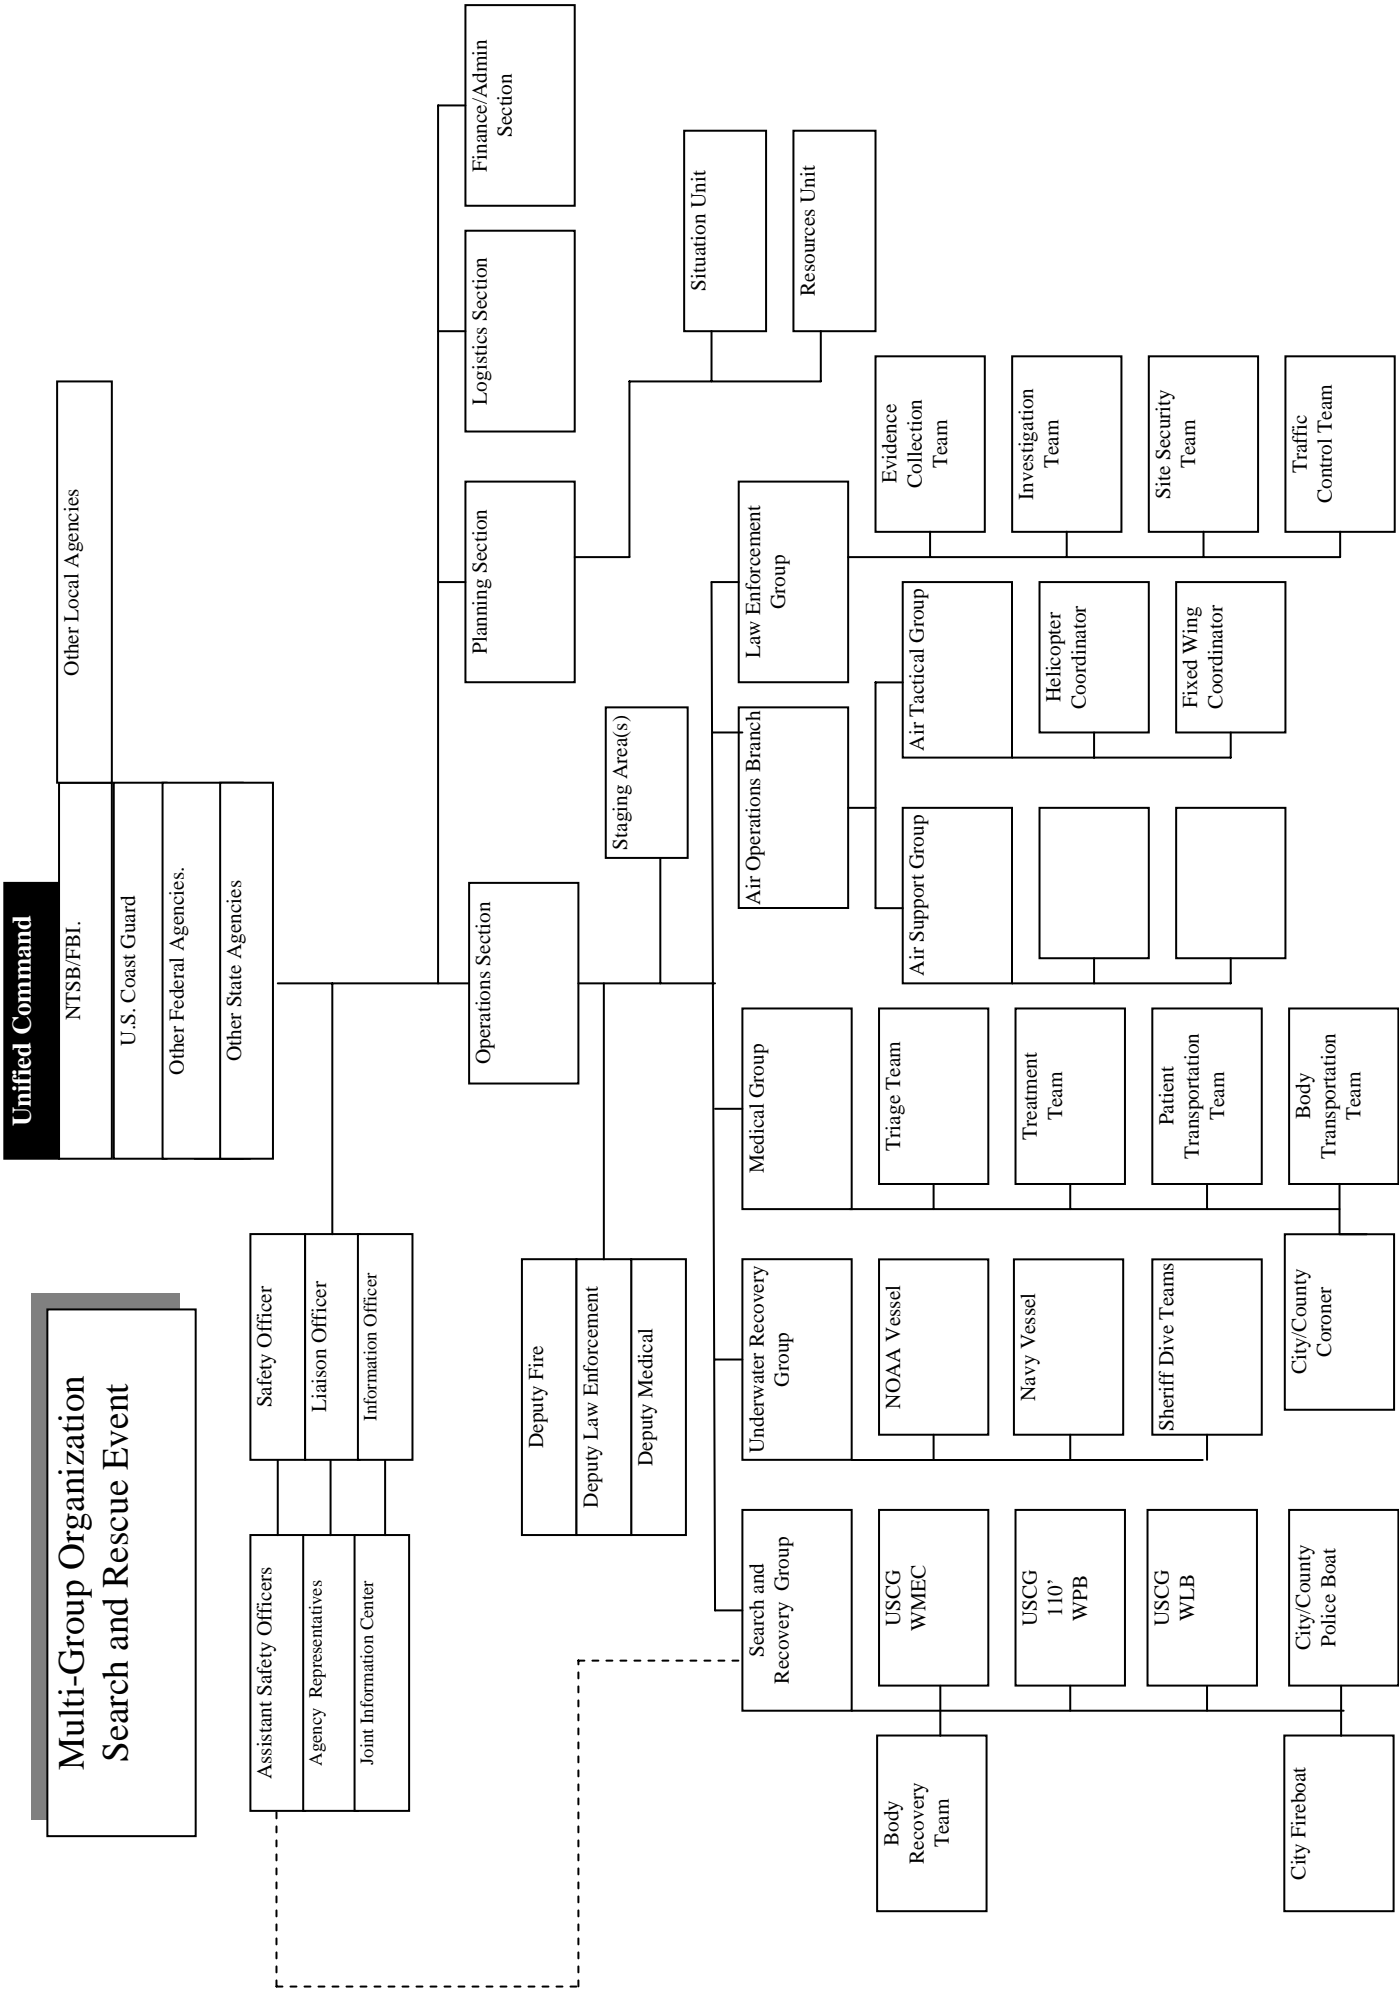 Multi-Group Organization
Search and Rescue Event
Unified Command
NTSB/FBI.
Other Local Agencies
U.S. Coast Guard
Other Federal Agencies.
Other State Agencies
Assistant Safety Officers
Safety Officer
Agency Representatives
Liaison Officer
Joint Information Center
Information Officer
Operations Section
Planning Section
Logistics Section
Finance/Admin
Section
Deputy Fire
Deputy Law Enforcement
Deputy Medical
Staging Area(s)
Situation Unit
Resources Unit
Search and
Recovery Group
Underwater Recovery
Group
Medical Group
Air Operations Branch
Law Enforcement
Group
Body
Recovery
Team
USCG
WMEC
USCG
110’
WPB
USCG
WLB
City Fireboat
City/County
Police Boat
NOAA Vessel
Navy Vessel
Sheriff Dive Teams
Triage Team
Treatment
Team
Patient
Transportation
Team
City/County
Coroner
Body
Transportation
Team
Air Support Group
Air Tactical Group
Helicopter
Coordinator
Fixed Wing
Coordinator
Evidence
Collection
Team
Investigation
Team
Site Security
Team
Traffic
Control Team